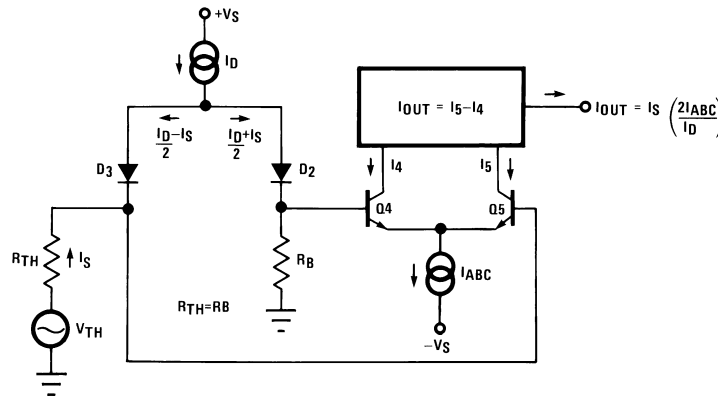 +VS
ID
ID/2 − IS
ID/2 + IS
IOUT = I5−I4
IOUT = IS (2IABC/ID)
D3
D2
I4
I5
Q4
Q5
RTH
IS
RB
IABC
RTH=RB
VTH
−VS